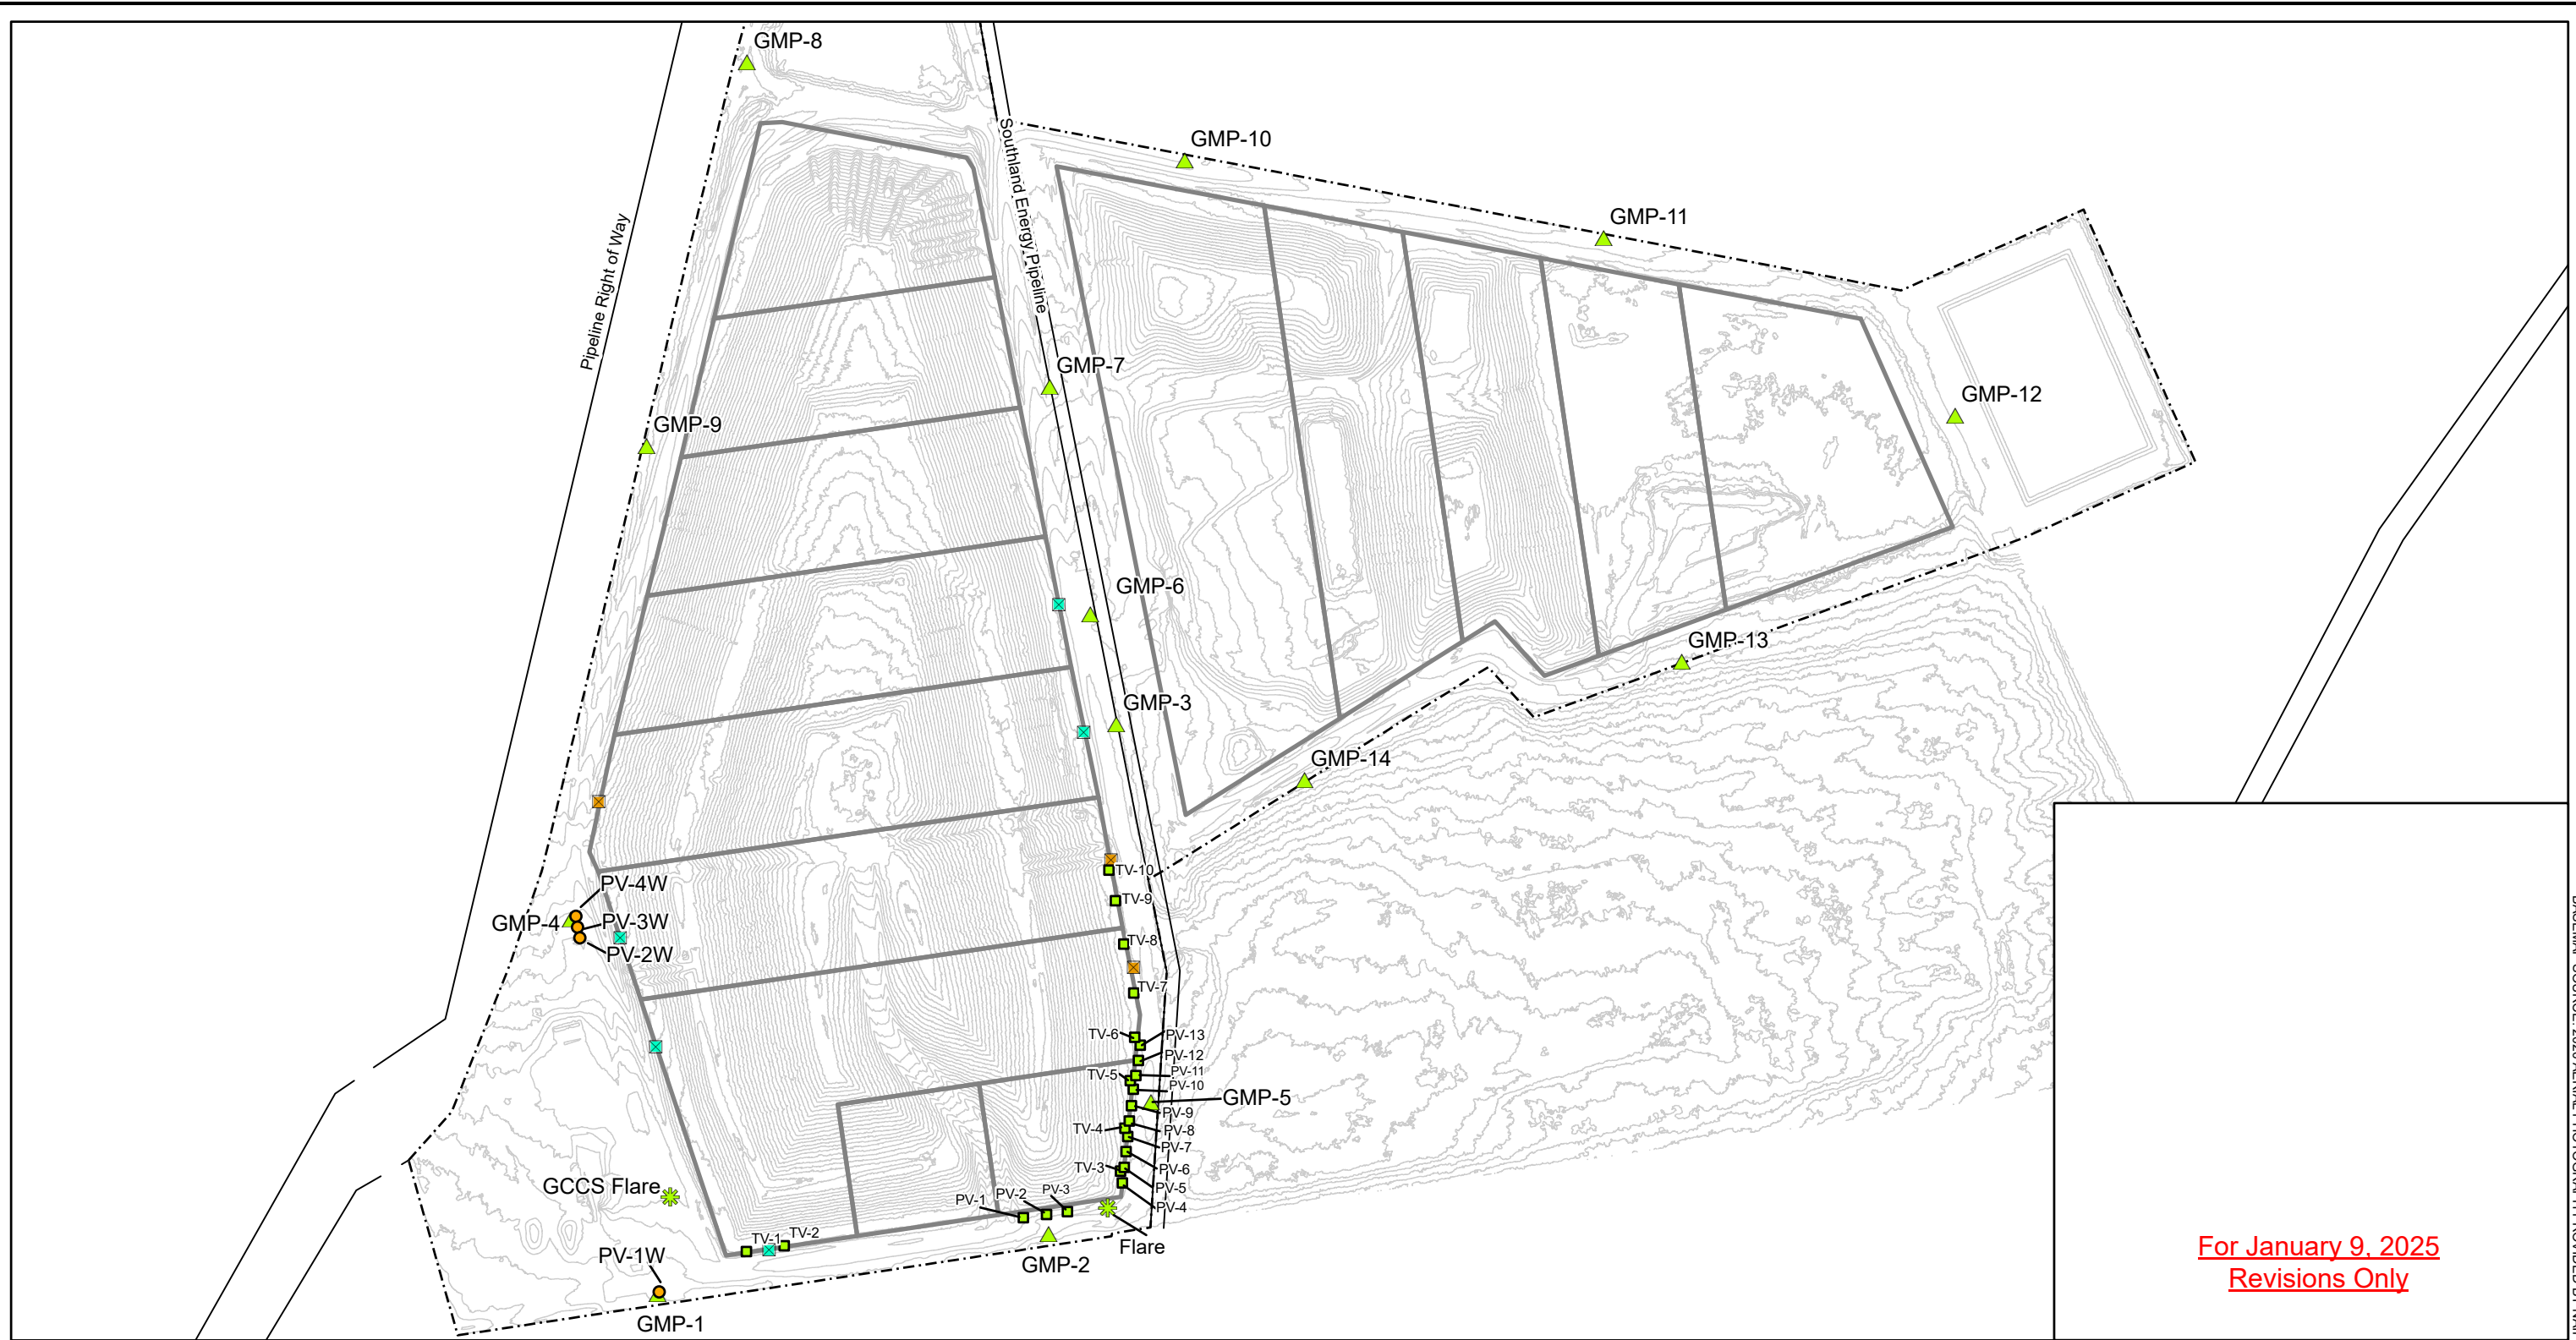 GMP-8
GMP-10
GMP-11
Southland Energy Pipeline
Pipeline Right of Way
GMP-7
GMP-12
GMP-9
GMP-6
GMP-13
GMP-3
GMP-14
TV-10
PV-4W
TV-9
GMP-4
PV-3W
TV-8
PV-2W
TV-7
TV-6
PV-13
PV-12
TV-5
PV-11
PV-10
GMP-5
PV-9
TV-4
PV-8
PV-7
TV-3
PV-6
GCCS Flare
PV-5
PV-1
PV-2
PV-3
PV-4
TV-1
TV-2
Flare
PV-1W
GMP-2
GMP-1
For January 9, 2025
Revisions Only